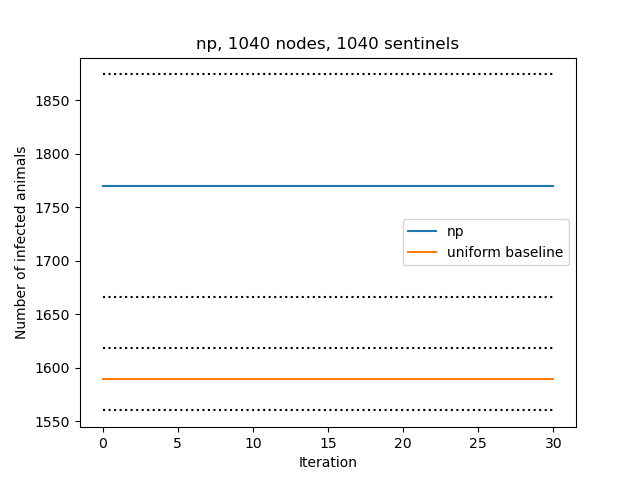 np, 1040 nodes, 1040 sentinels
Number of infected animals
1850
1800
1750
1700
1650
1600
1550
np
uniform baseline
0
5
10
15
20
25
30
Iteration